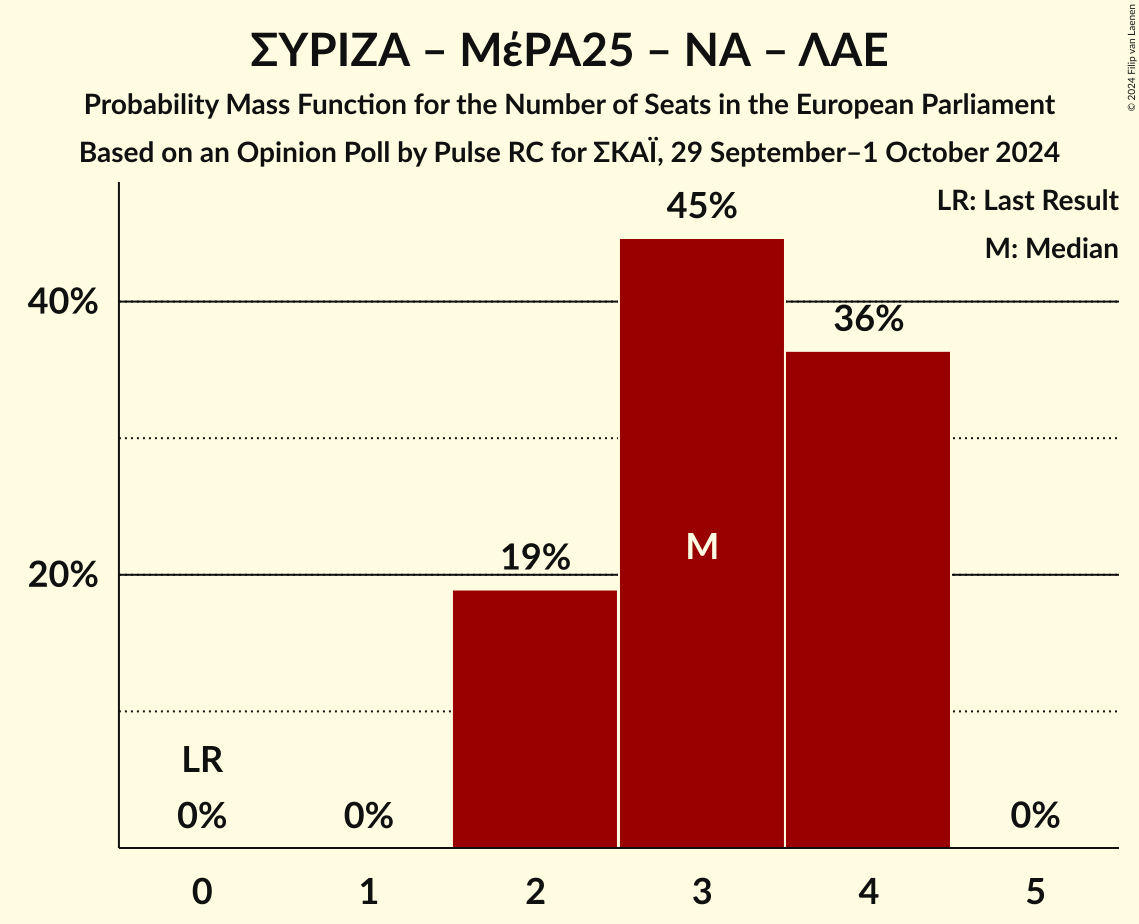 ΣΥΡΙΖΑ – ΜέΡΑ25 – ΝΑ – ΛΑΕ
Probability Mass Function for the Number of Seats in the European Parliament
Based on an Opinion Poll by Pulse RC for ΣΚΑΪ, 29 September–1 October 2024
© 2024 Filip van Laenen
LR: Last Result
M: Median
45%
40%
36%
19%
M
20%
LR
0%
0%
0%
0
1
2
3
4
5